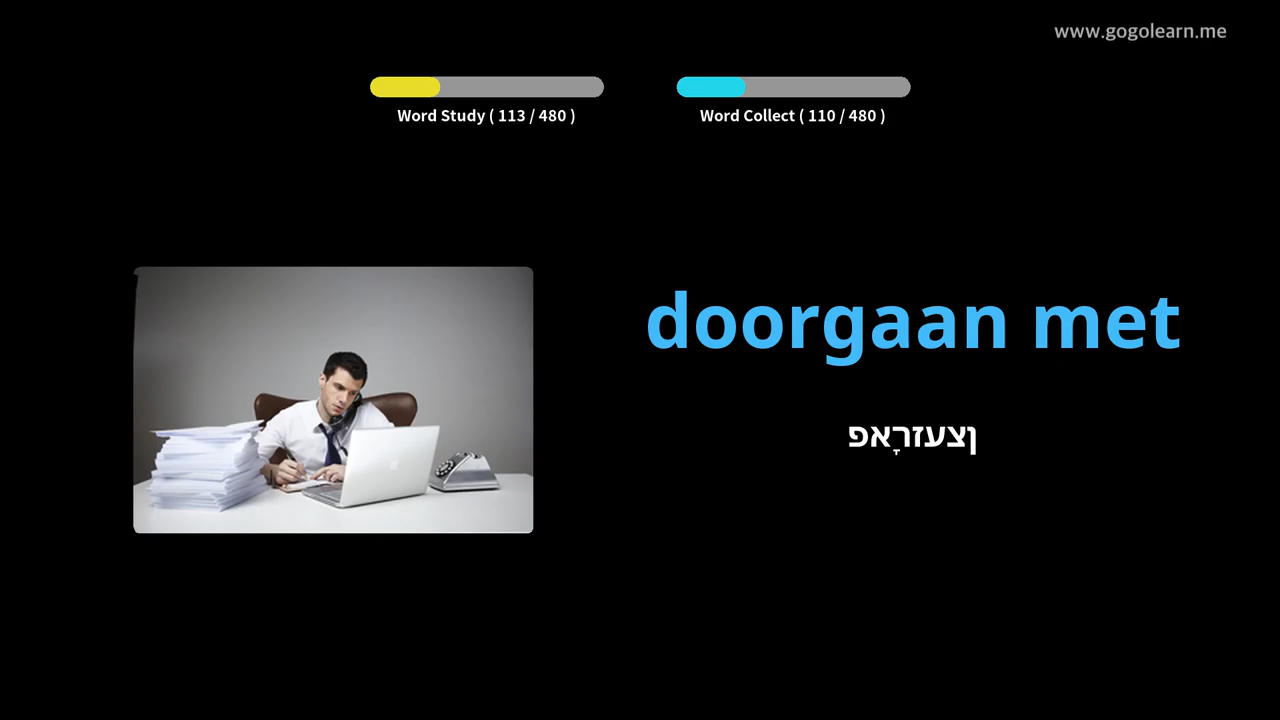 www.gogolearn.me
Word Study ( 113 / 480 )
Word Collect ( 110 / 480 )
doorgaan met
פאָרזעצן